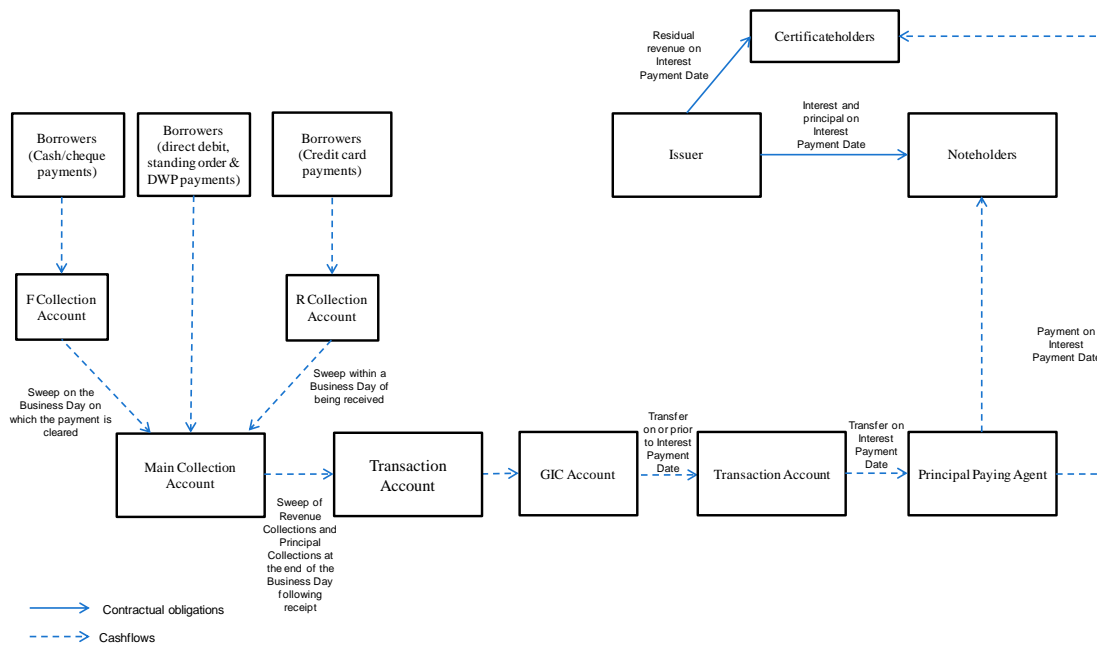 Residual
revenue on
Interest
Payment Date
Certificateholders
Borrowers
(Cash/cheque
payments)
Borrowers
(direct debit,
standing order &
DWP payments)
Borrowers
(Credit card
payments)
Issuer
Interest and
principal on
Interest
Payment Date
Noteholders
F Collection
Account
R Collection
Account
Payment on
Interest
Payment Date
Sweep on the
Business Day on
which the payment is
cleared
Sweep within a
Business Day of
being received
Main Collection
Account
Transaction
Account
GIC Account
Transfer
on or prior
to Interest
Payment
Date
Transaction Account
Transfer on
Interest
Payment
Date
Principal Paying Agent
Sweep of
Revenue
Collections and
Principal
Collections at
the end of the
Business Day
following
receipt
Contractual obligations
Cashflows